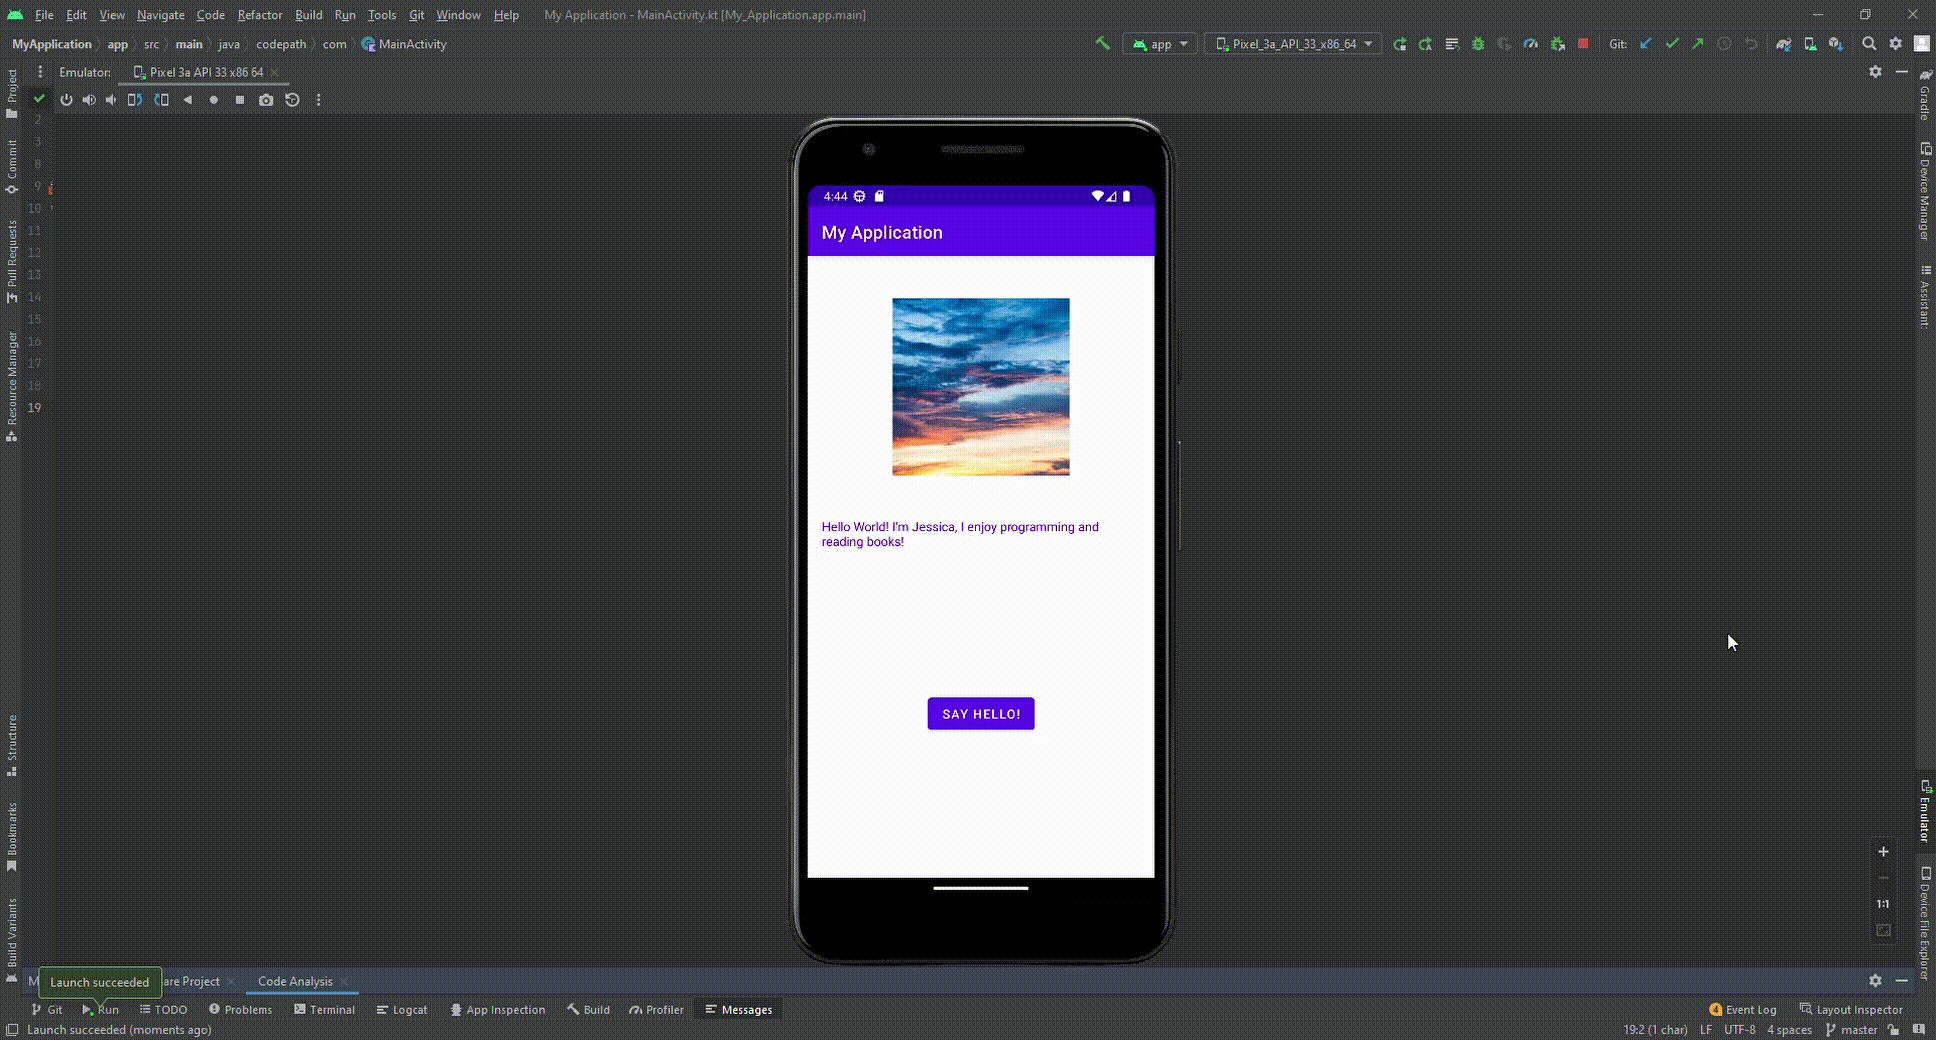 File Edit View Navigate Code Refactor Build Run Tools Git Window Help My Application - MainActivity.kt [My_Application.app.main]
MyApplication app src main java codepath com MainActivity
app Pixel_3a_API_33_x86_64 Git:
Emulator: Pixel 3a API 33 x86 64
Project
Commit
Pull Requests
Resource Manager
Structure
Bookmarks
Build Variants
2
3
8
9
10
11
12
13
14
15
16
17
18
19
4:44
My Application
Hello World! I'm Jessica, I enjoy programming and
reading books!
SAY HELLO!
Gradle
Device Manager
Assistant:
Emulator
Device File Explorer
1:1
Launch succeeded
are Project Code Analysis
Git Run TODO Problems Terminal Logcat App Inspection Build Profiler Messages 4 Event Log Layout Inspector
Launch succeeded (moments ago) 19:2 (1 char) LF UTF-8 4 spaces master